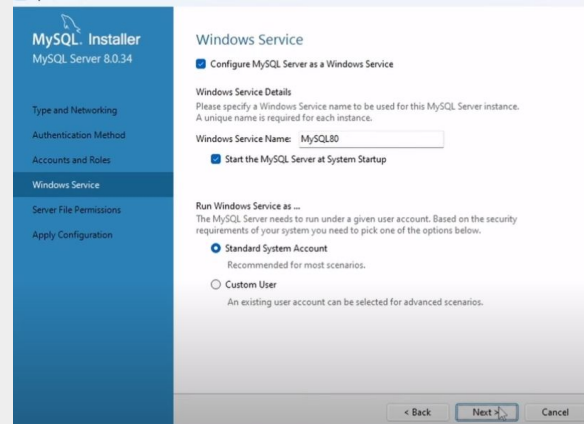 MySQL. Installer
MySQL Server 8.0.34
Type and Networking
Authentication Method
Accounts and Roles
Windows Service
Server File Permissions
Apply Configuration
Windows Service
Configure MySQL Server as a Windows Service
Windows Service Details
Please specify a Windows Service name to be used for this MySQL Server instance.
A unique name is required for each instance.
Windows Service Name: MySQL80
Start the MySQL Server at System Startup
Run Windows Service as ...
The MySQL Server needs to run under a given user account. Based on the security
requirements of your system you need to pick one of the options below.
Standard System Account
Recommended for most scenarios.
Custom User
An existing user account can be selected for advanced scenarios.
< Back
Next >
Cancel